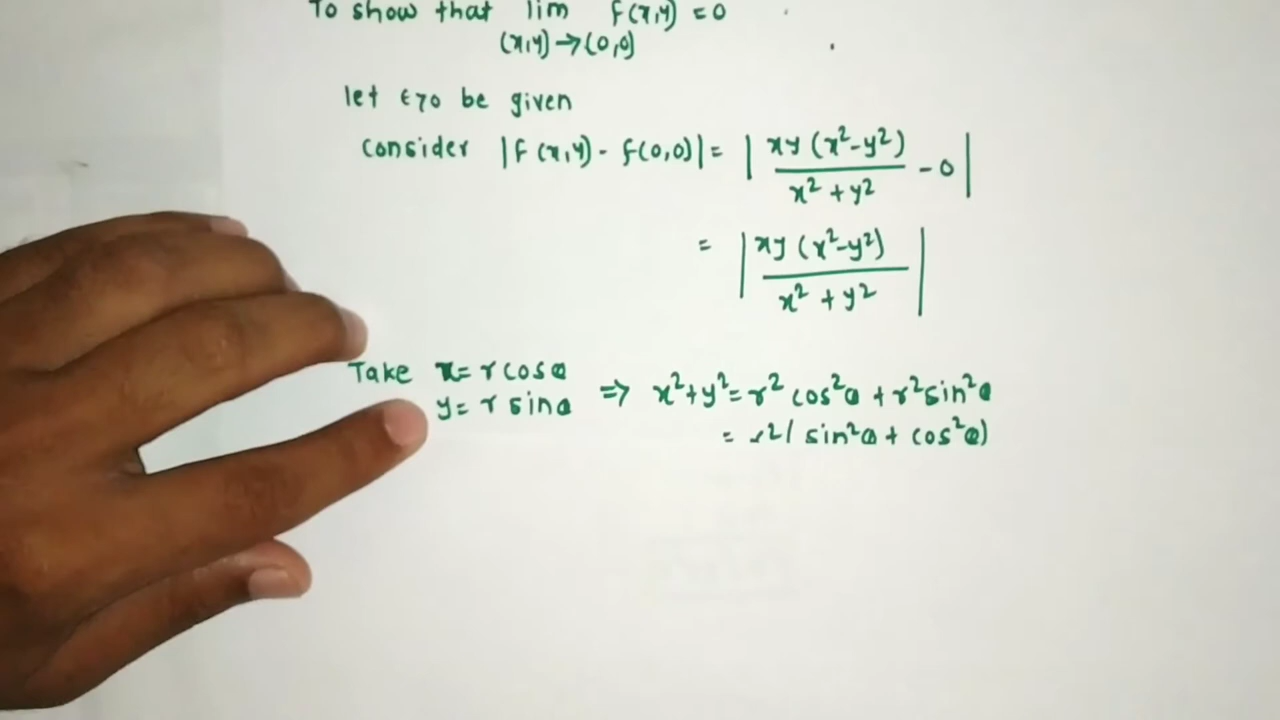 To show that lim f(x,y) = 0
(x,y)→(0,0)
let ϵ>0 be given
consider |f(x,y) - f(0,0)| = | xy(x²-y²) / x²+y² - 0 |
= | xy(x²-y²) / x²+y² |
Take x = r cosθ
y = r sinθ ⇒ x²+y² = r² cos²θ + r² sin²θ
= r²( sin²θ + cos²θ)